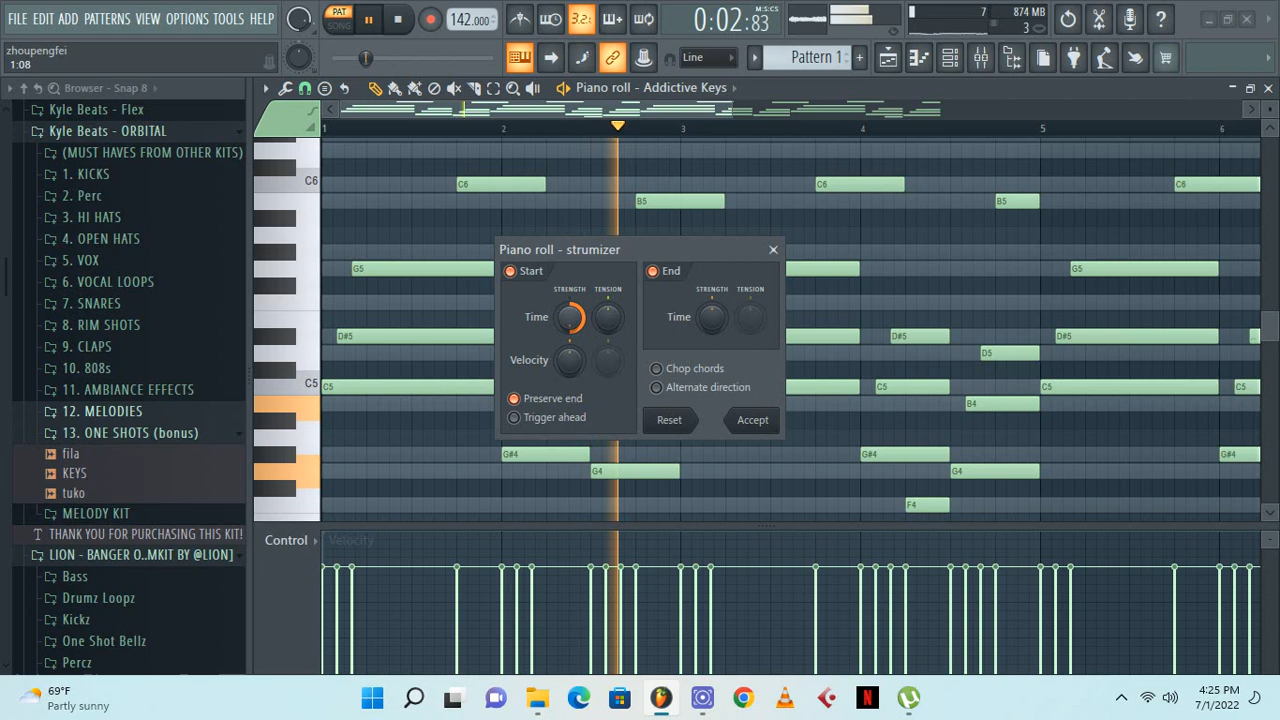 FILE EDIT ADD PATTERNS VIEW OPTIONS TOOLS HELP
PAT
SONG
142.000
3.2
0:02:83
M:S:CS
7
874 MB
3
zhoupengfei
1:08
Line
Pattern 1
Browser - Snap 8
Piano roll - Addictive Keys
Kyle Beats - Flex
Kyle Beats - ORBITAL
(MUST HAVES FROM OTHER KITS)
1. KICKS
2. Perc
3. HI HATS
4. OPEN HATS
5. VOX
6. VOCAL LOOPS
7. SNARES
8. RIM SHOTS
9. CLAPS
10. 808s
11. AMBIANCE EFFECTS
12. MELODIES
13. ONE SHOTS (bonus)
fila
KEYS
tuko
MELODY KIT
THANK YOU FOR PURCHASING THIS KIT!
LION - BANGER O..MKIT BY @LION]
Bass
Drumz Loopz
Kickz
One Shot Bellz
Percz
1 2 3 4 5 6
C6
C6 C6 C6
B5 B5
G5 G5
D#5 D#5 D#5
D5
C5
C5 C5 C5 C5
B4
G#4 G#4 G#4
G4 G4
F4
Piano roll - strumizer
Start
STRENGTH TENSION
Time
Velocity
Preserve end
Trigger ahead
End
STRENGTH TENSION
Time
Chop chords
Alternate direction
Reset Accept
Control
Velocity
69°F
Partly sunny
4:25 PM
7/1/2022